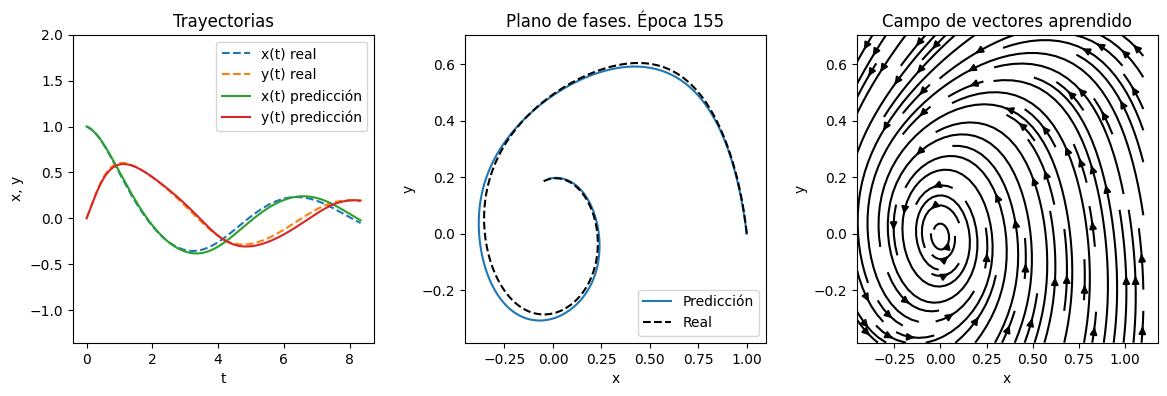 Trayectorias
2.0
1.5
1.0
0.5
0.0
−0.5
−1.0
x, y
0
2
4
6
8
t
x(t) real
y(t) real
x(t) predicción
y(t) predicción
Plano de fases. Época 155
0.6
0.4
0.2
0.0
−0.2
y
−0.25
0.00
0.25
0.50
0.75
1.00
x
Predicción
Real
Campo de vectores aprendido
0.6
0.4
0.2
0.0
−0.2
y
−0.25
0.00
0.25
0.50
0.75
1.00
x